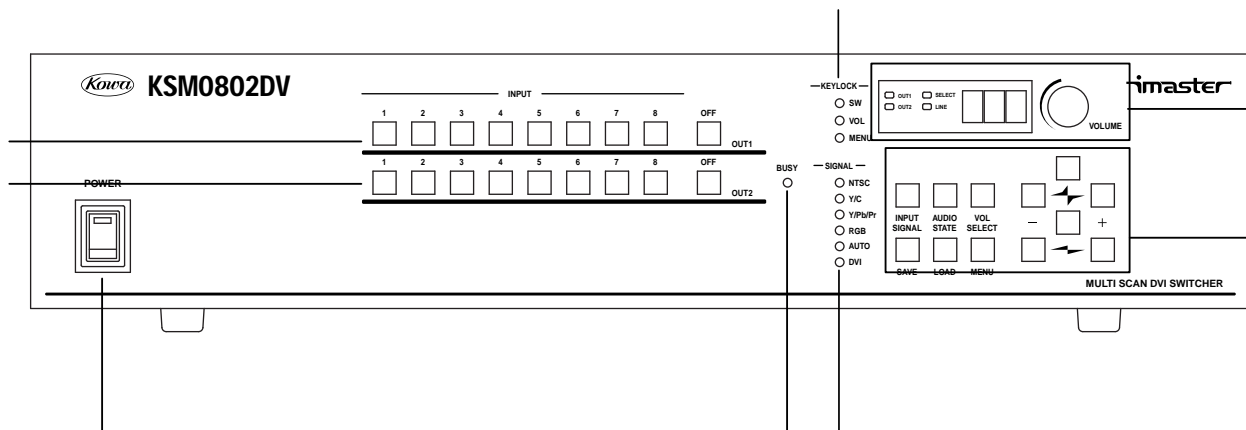 Kowa KSM0802DV
imaster
POWER
INPUT
1 2 3 4 5 6 7 8 OFF
OUT1
1 2 3 4 5 6 7 8 OFF
OUT2
BUSY
KEYLOCK
SW
VOL
MENU
SIGNAL
NTSC
Y/C
Y/Pb/Pr
RGB
AUTO
DVI
OUT1 SELECT
OUT2 LINE
VOLUME
INPUT SIGNAL
AUDIO STATE
VOL SELECT
− +
SAVE LOAD MENU
MULTI SCAN DVI SWITCHER